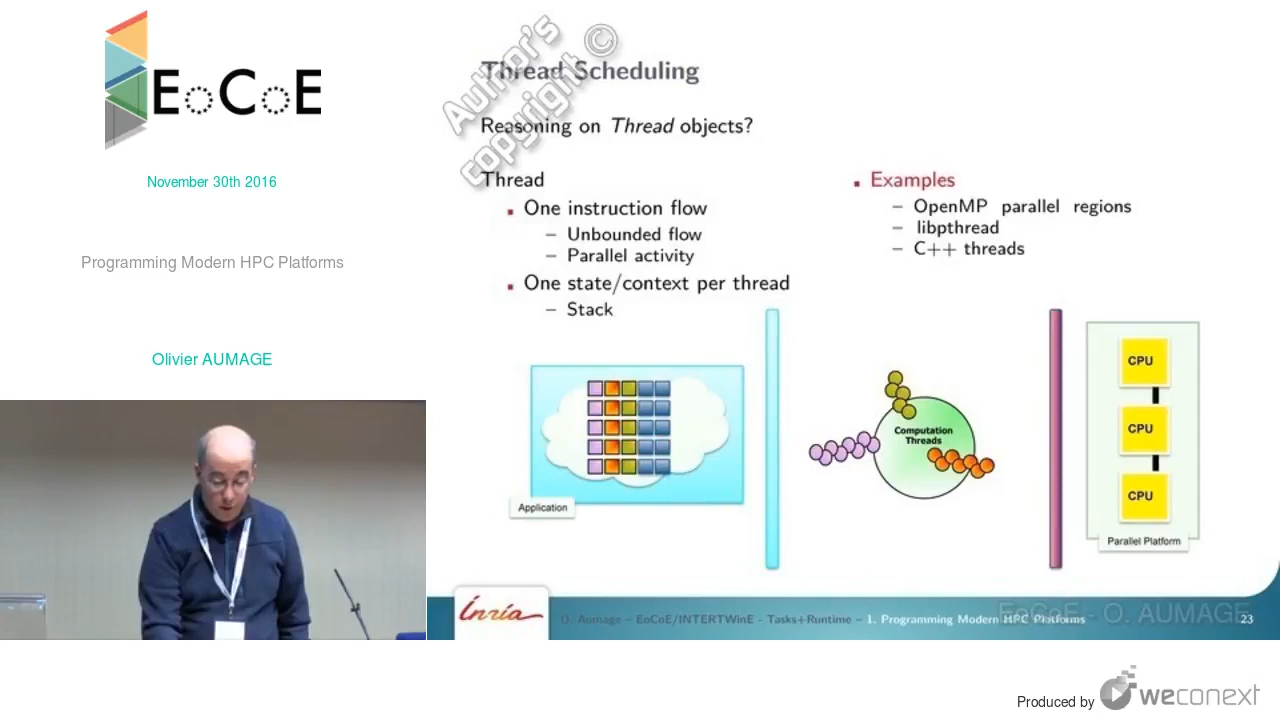 EoCoE
November 30th 2016
Programming Modern HPC Platforms
Olivier AUMAGE
Author's
copyright ©
Thread Scheduling
Reasoning on Thread objects?
Thread
One instruction flow
– Unbounded flow
– Parallel activity
One state/context per thread
– Stack
Examples
– OpenMP parallel regions
– libpthread
– C++ threads
Application
Computation
Threads
CPU
CPU
CPU
Parallel Platform
Inria
O. Aumage – EoCoE/INTERTWinE - Tasks+Runtime – 1. Programming Modern HPC Platforms
EoCoE - O. AUMAGE
23
Produced by
weconext